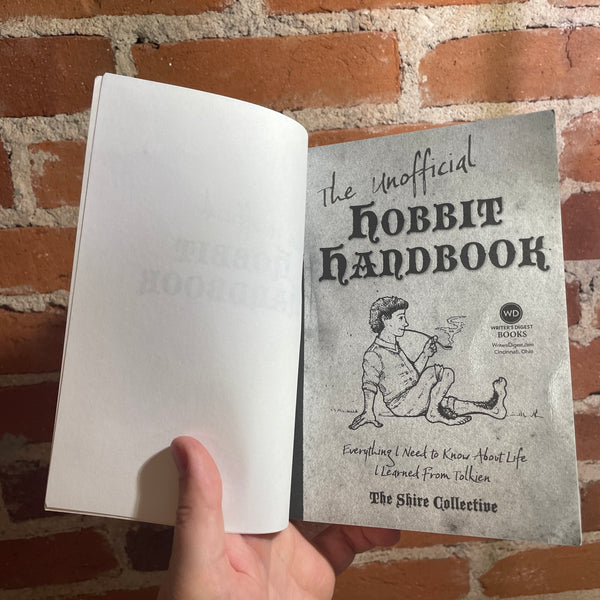 The Unofficial
HOBBIT
HANDBOOK
WD
WRITER'S DIGEST
BOOKS
WritersDigest.com
Cincinnati, Ohio
Everything I Need to Know About Life
I Learned From Tolkien
The Shire Collective